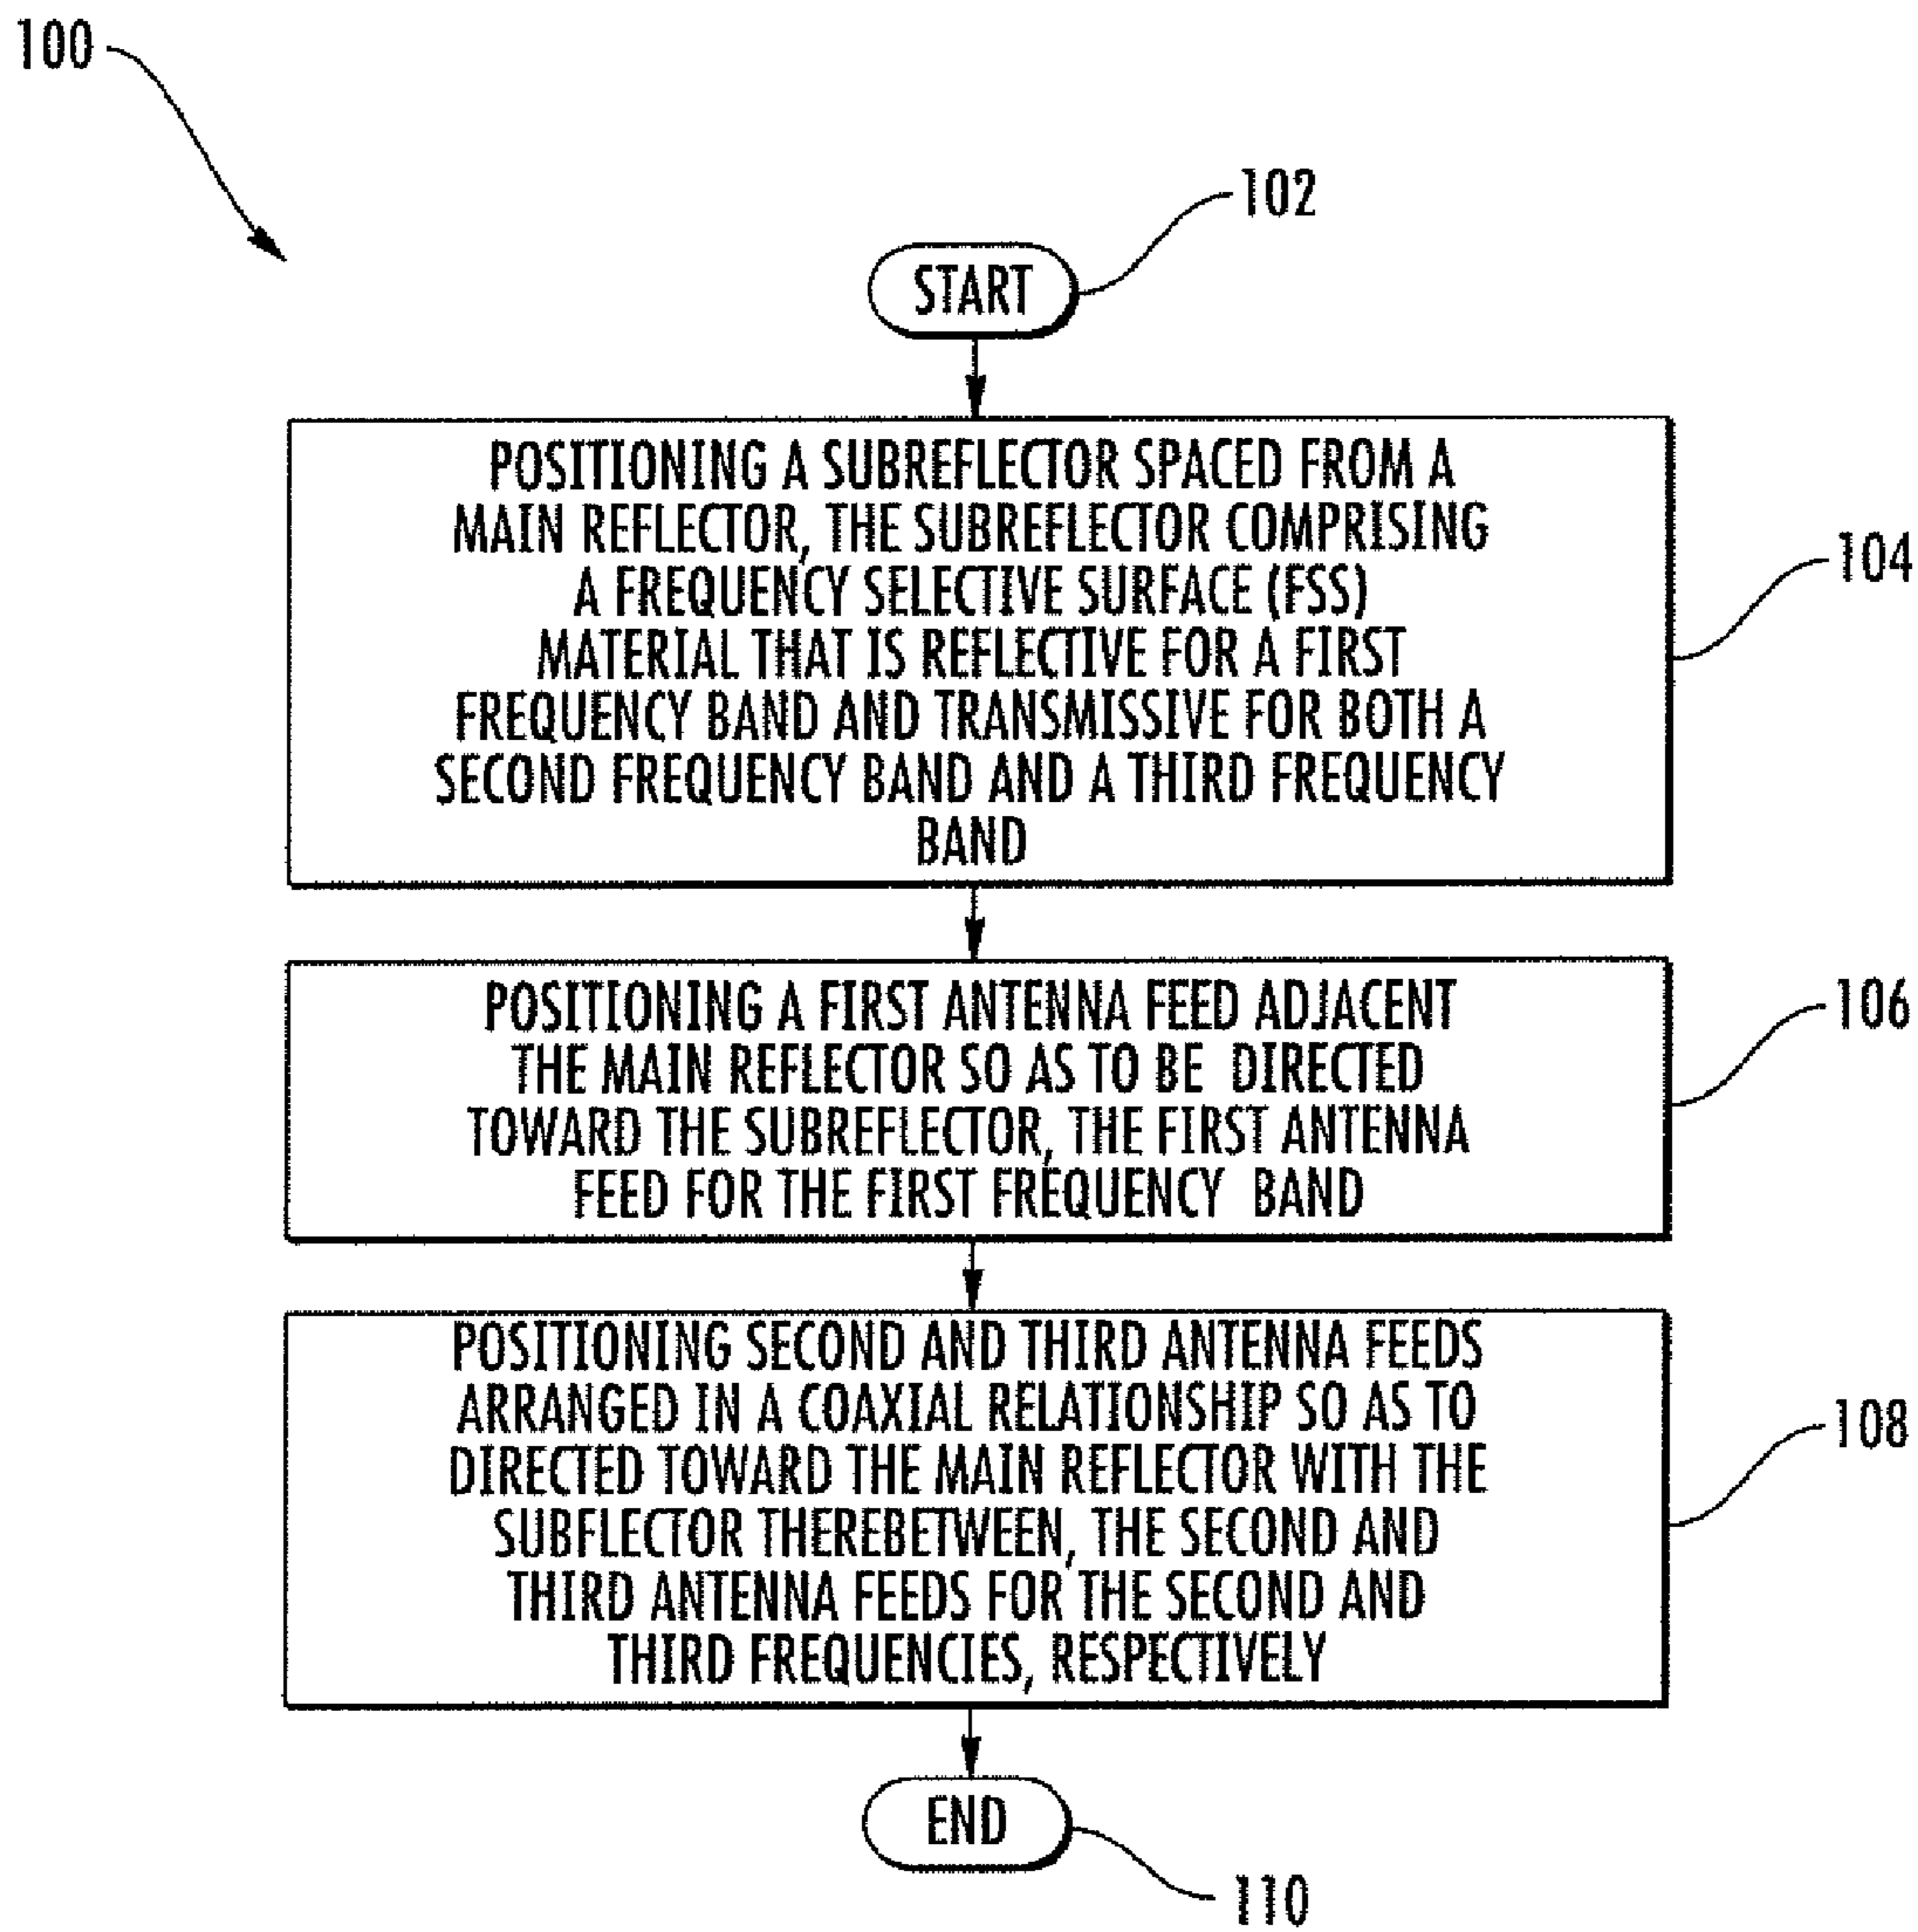 100
102
START
POSITIONING A SUBREFLECTOR SPACED FROM A
MAIN REFLECTOR, THE SUBREFLECTOR COMPRISING
A FREQUENCY SELECTIVE SURFACE (FSS)
MATERIAL THAT IS REFLECTIVE FOR A FIRST
FREQUENCY BAND AND TRANSMISSIVE FOR BOTH A
SECOND FREQUENCY BAND AND A THIRD FREQUENCY
BAND
104
POSITIONING A FIRST ANTENNA FEED ADJACENT
THE MAIN REFLECTOR SO AS TO BE DIRECTED
TOWARD THE SUBREFLECTOR, THE FIRST ANTENNA
FEED FOR THE FIRST FREQUENCY BAND
106
POSITIONING SECOND AND THIRD ANTENNA FEEDS
ARRANGED IN A COAXIAL RELATIONSHIP SO AS TO
DIRECTED TOWARD THE MAIN REFLECTOR WITH THE
SUBFLECTOR THEREBETWEEN, THE SECOND AND
THIRD ANTENNA FEEDS FOR THE SECOND AND
THIRD FREQUENCIES, RESPECTIVELY
108
END
110